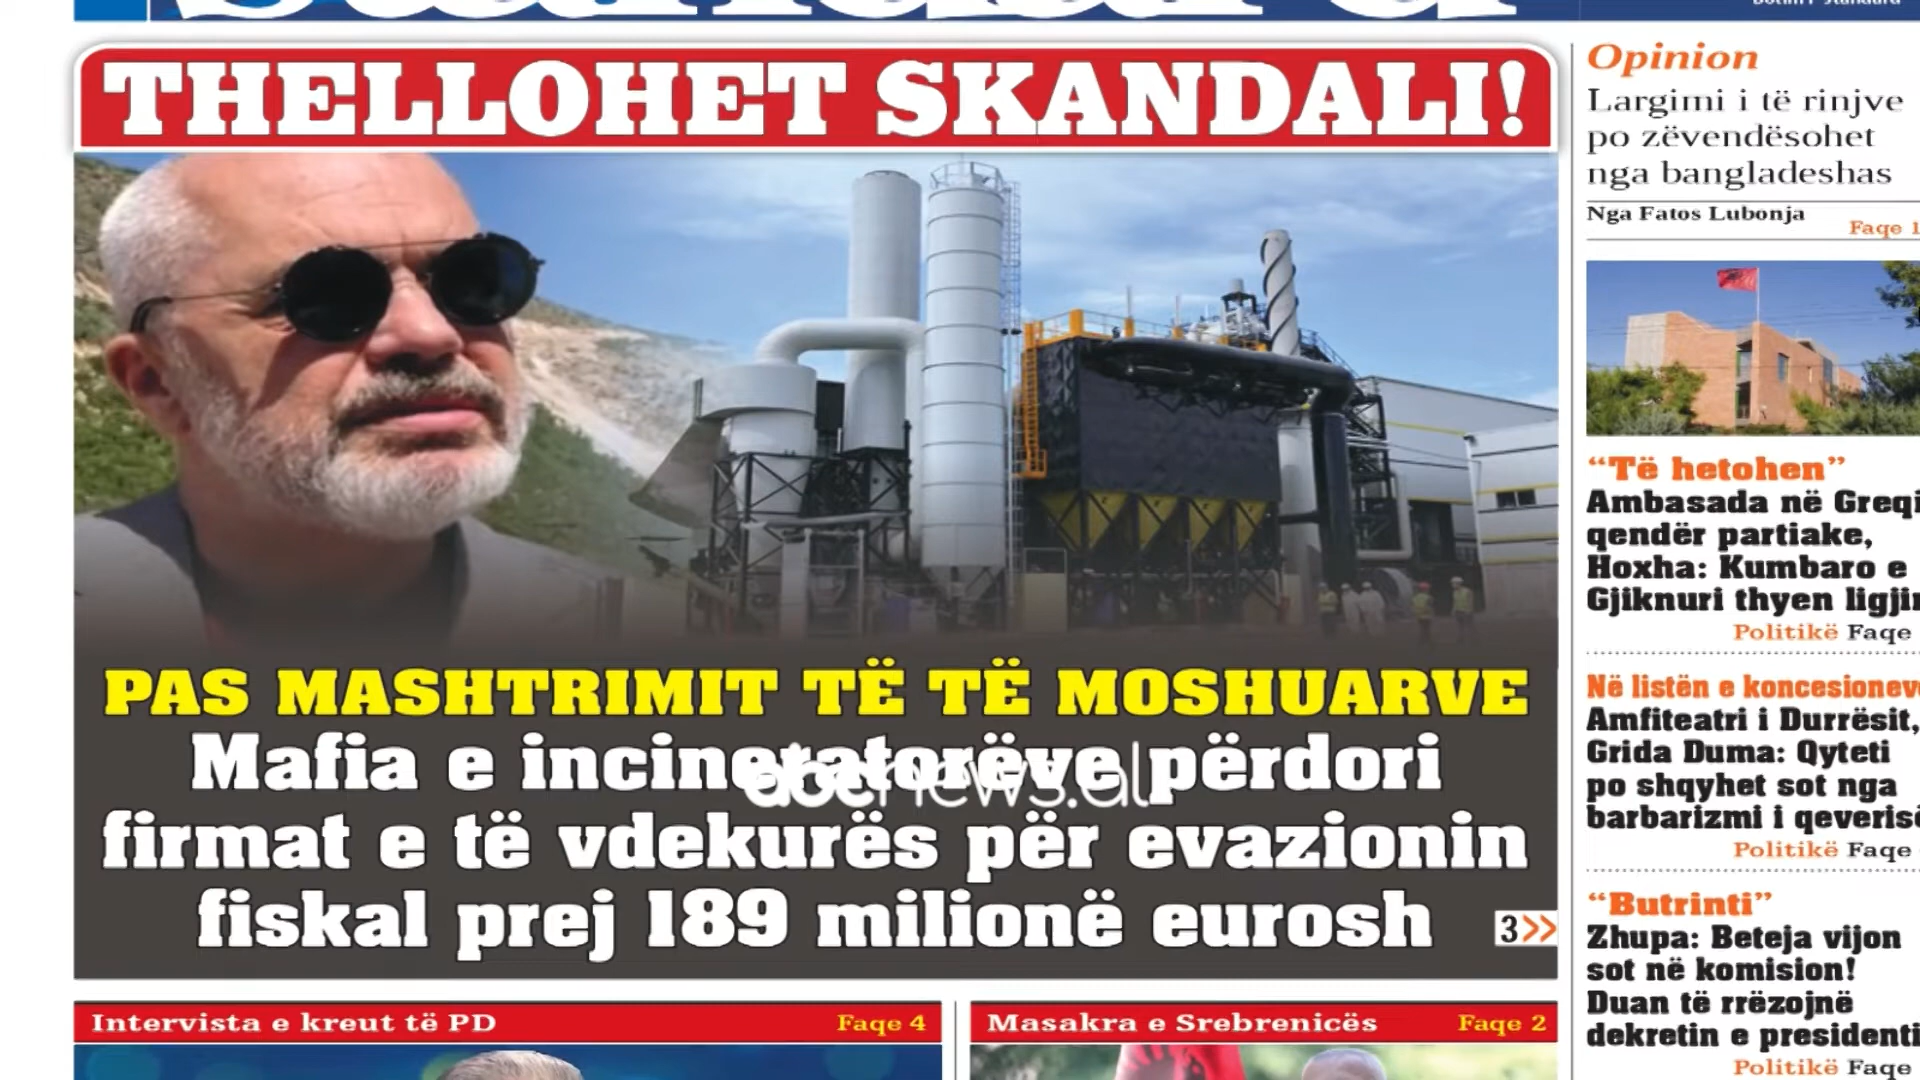 THELLOHET SKANDALI!
PAS MASHTRIMIT TË TË MOSHUARVE
Mafia e incineratorëve përdori
firmat e të vdekurës për evazionin
fiskal prej 189 milionë eurosh
3>>
abcnews.al
Intervista e kreut të PD
Faqe 4
Masakra e Srebrenicës
Faqe 2
Opinion
Largimi i të rinjve
po zëvendësohet
nga bangladeshas
Nga Fatos Lubonja
Faqe 1
“Të hetohen”
Ambasada në Greqi
qendër partiake,
Hoxha: Kumbaro e
Gjiknuri thyen
Politikë Faqe
Në listën e
Amfiteatri i Durrësit,
Grida Duma: Qyteti
po shqyhet sot nga
barbarizmi i
Politikë Faqe
“Butrinti”
Zhupa: Beteja vijon
sot në komision!
Duan të rrëzojnë
dekretin e presidenti
Politikë Faqe